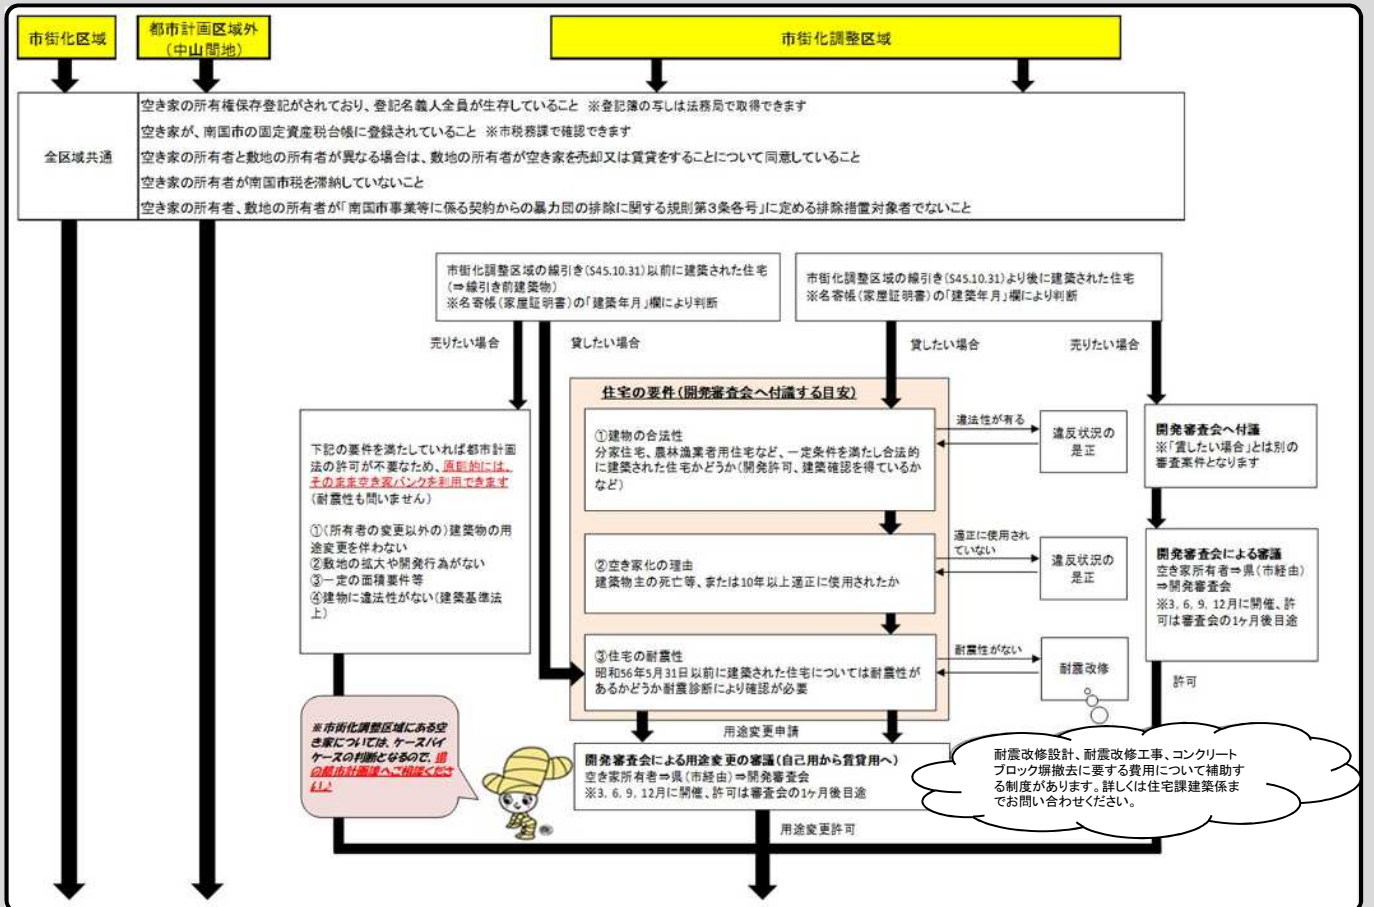 市街化区域
都市計画区域外
(中山間地)
市街化調整区域
全区域共通
空き家の所有権保存登記がされており、登記名義人全員が生存していること ※登記簿の写しは法務局で取得できます
空き家が、南国市の固定資産税台帳に登録されていること ※市税務課で確認できます
空き家の所有者と敷地の所有者が異なる場合は、敷地の所有者が空き家を売却又は賃貸をすることについて同意していること
空き家の所有者が南国市税を滞納していないこと
空き家の所有者、敷地の所有者が「南国市事業等に係る契約からの暴力団の排除に関する規則第3条各号」に定める排除措置対象者でないこと
市街化調整区域の線引き(S45.10.31)以前に建築された住宅
(⇒線引き前建築物)
※名寄帳(家屋証明書)の「建築年月」欄により判断
市街化調整区域の線引き(S45.10.31)より後に建築された住宅
※名寄帳(家屋証明書)の「建築年月」欄により判断
売りたい場合
貸したい場合
貸したい場合
売りたい場合
下記の要件を満たしていれば都市計画
法の許可が不要なため、原則的には、
そのまま空き家バンクを利用できます
(耐震性も問いません)
①(所有者の変更以外の)建築物の用
途変更を伴わない
②敷地の拡大や開発行為がない
③一定の面積要件等
④建物に違法性がない(建築基準法
上)
住宅の要件(開発審査会へ付議する目安)
①建物の合法性
分家住宅、農林漁業者用住宅など、一定条件を満たし合法的
に建築された住宅かどうか(開発許可、建築確認を得ているか
など)
違法性が有る
違反状況の
是正
②空き家化の理由
建築物主の死亡等、または10年以上適正に使用されたか
適正に使用され
ていない
違反状況の
是正
③住宅の耐震性
昭和56年5月31日以前に建築された住宅については耐震性が
あるかどうか耐震診断により確認が必要
耐震性がない
耐震改修
開発審査会へ付議
※「貸したい場合」とは別の
審査案件となります
開発審査会による審議
空き家所有者⇒県(市経由)
⇒開発審査会
※3、6、9、12月に開催、許
可は審査会の1ヶ月後目途
許可
※市街化調整区域にある空
き家については、ケースバイ
ケースの判断となるので、県
の都市計画課へご相談くださ
い♪
用途変更申請
開発審査会による用途変更の審議(自己用から賃貸用へ)
空き家所有者⇒県(市経由)⇒開発審査会
※3、6、9、12月に開催、許可は審査会の1ヶ月後目途
用途変更許可
耐震改修設計、耐震改修工事、コンクリート
ブロック塀撤去に要する費用について補助す
る制度があります。詳しくは住宅課建築係ま
でお問い合わせください。